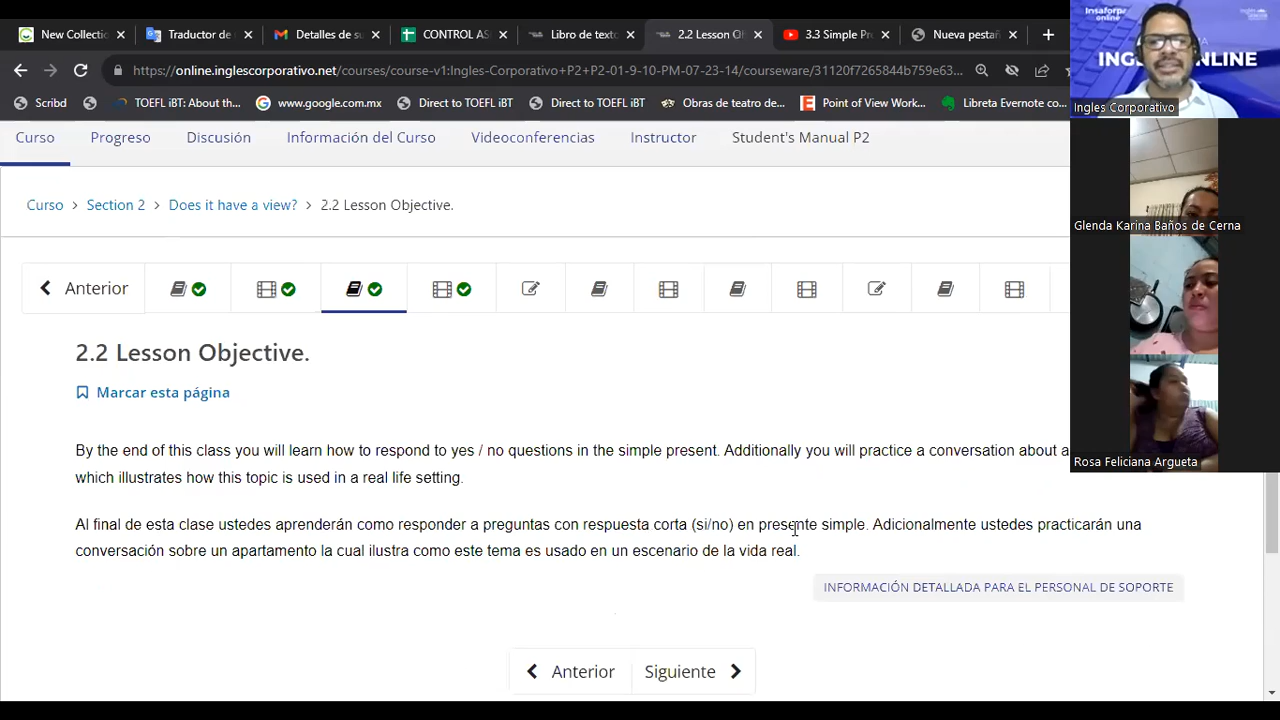 New Collectio
Traductor de
Detalles de su
CONTROL AS
Libro de texto
2.2 Lesson Ob
3.3 Simple Pr
Nueva pestañ
https://online.inglescorporativo.net/courses/course-v1:Ingles-Corporativo+P2+P2-01-9-10-PM-07-23-14/courseware/31120f7265844b759e63...
Scribd
TOEFL iBT: About th...
www.google.com.m
Direct to TOEFL iBT
Direct to TOEFL iBT
Obras de teatro de...
Point of View Work...
Libreta Evernote co...
Curso
Progreso
Discusión
Información del Curso
Videoconferencias
Instructor
Student's Manual P2
Curso > Section 2 > Does it have a view? > 2.2 Lesson Objective.
Anterior
2.2 Lesson Objective.
Marcar esta página
By the end of this class you will learn how to respond to yes / no questions in the simple present. Additionally you will practice a conversation about a
which illustrates how this topic is used in a real life setting.
Al final de esta clase ustedes aprenderán como responder a preguntas con respuesta corta (si/no) en presente simple. Adicionalmente ustedes practicarán una
conversación sobre un apartamento la cual ilustra como este tema es usado en un escenario de la vida real.
INFORMACIÓN DETALLADA PARA EL PERSONAL DE SOPORTE
Anterior
Siguiente
Insaforp
online
INGL
NLINE
Ingles Corporativo
Glenda Karina Baños de Cerna
Rosa Feliciana Argueta